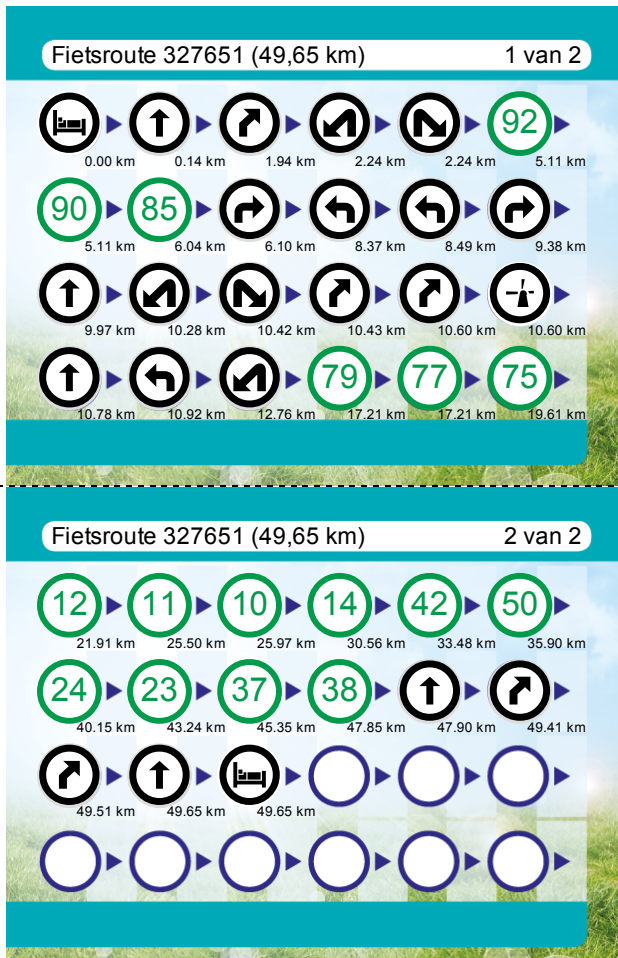 Fietsroute 327651 (49,65 km) 1 van 2
92
0.00 km 0.14 km 1.94 km 2.24 km 2.24 km 5.11 km
90 85
5.11 km 6.04 km 6.10 km 8.37 km 8.49 km 9.38 km
9.97 km 10.28 km 10.42 km 10.43 km 10.60 km 10.60 km
79 77 75
10.78 km 10.92 km 12.76 km 17.21 km 17.21 km 19.61 km
Fietsroute 327651 (49,65 km) 2 van 2
12 11 10 14 42 50
21.91 km 25.50 km 25.97 km 30.56 km 33.48 km 35.90 km
24 23 37 38
40.15 km 43.24 km 45.35 km 47.85 km 47.90 km 49.41 km
49.51 km 49.65 km 49.65 km